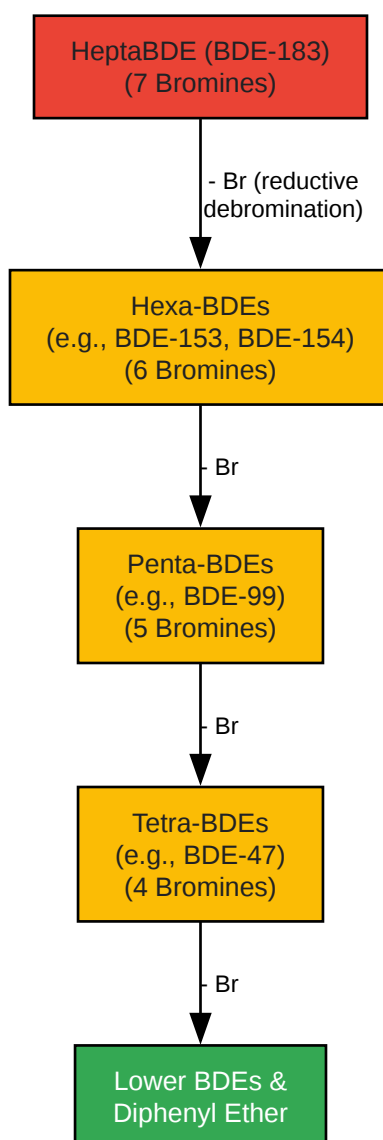 HeptaBDE (BDE-183)
(7 Bromines)
- Br (reductive
debromination)
Hexa-BDEs
(e.g., BDE-153, BDE-154)
(6 Bromines)
- Br
Penta-BDEs
(e.g., BDE-99)
(5 Bromines)
- Br
Tetra-BDEs
(e.g., BDE-47)
(4 Bromines)
- Br
Lower BDEs &
Diphenyl Ether